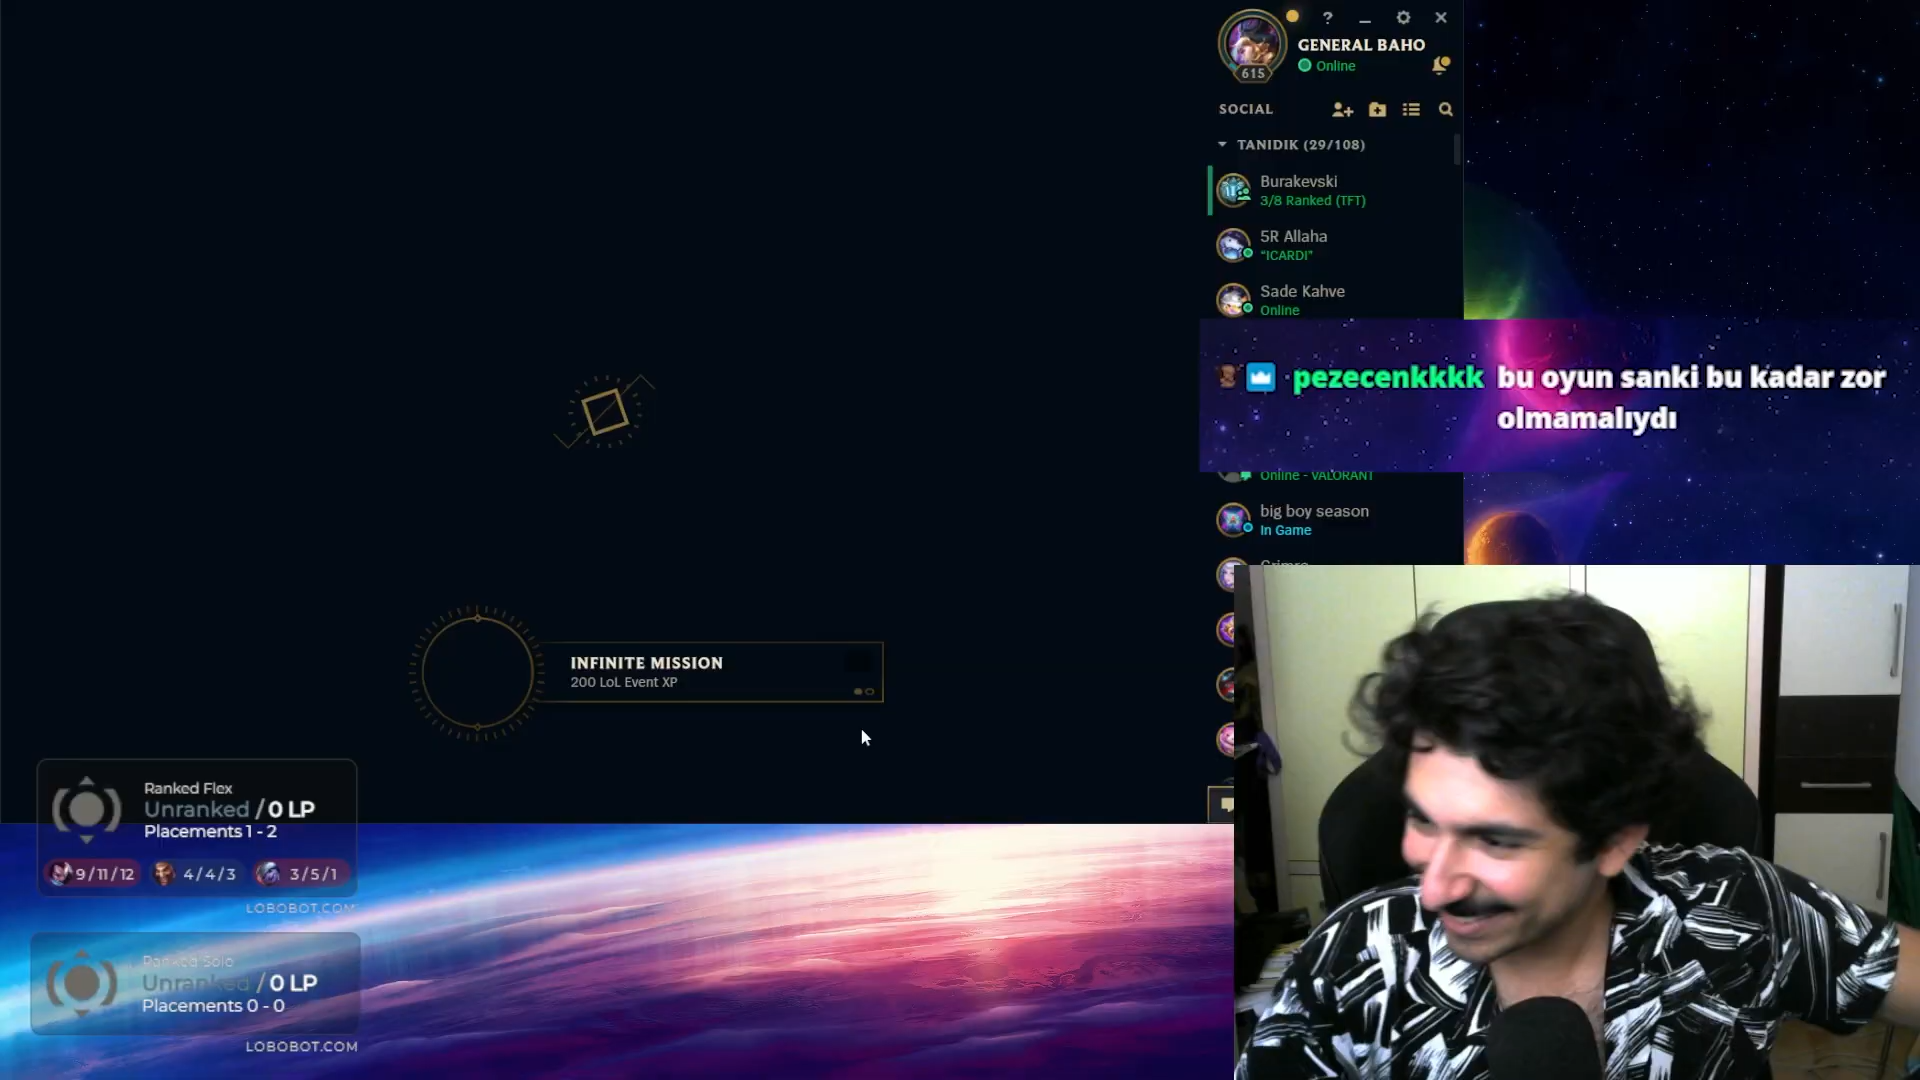 ?
GENERAL BAHO
Online
615
SOCIAL
TANIDIK (29/108)
Burakevski
3/8 Ranked (TFT)
5R Allaha
"ICARDI"
Sade Kahve
Online
pezecenkkkk bu oyun sanki bu kadar zor
olmamalıydı
Online - VALORANT
big boy season
In Game
INFINITE MISSION
200 LoL Event XP
Ranked Flex
Unranked / 0 LP
Placements 1 - 2
9/11/12 4/4/3 3/5/1
LOBOBOT.COM
Ranked Solo
Unranked / 0 LP
Placements 0 - 0
LOBOBOT.COM